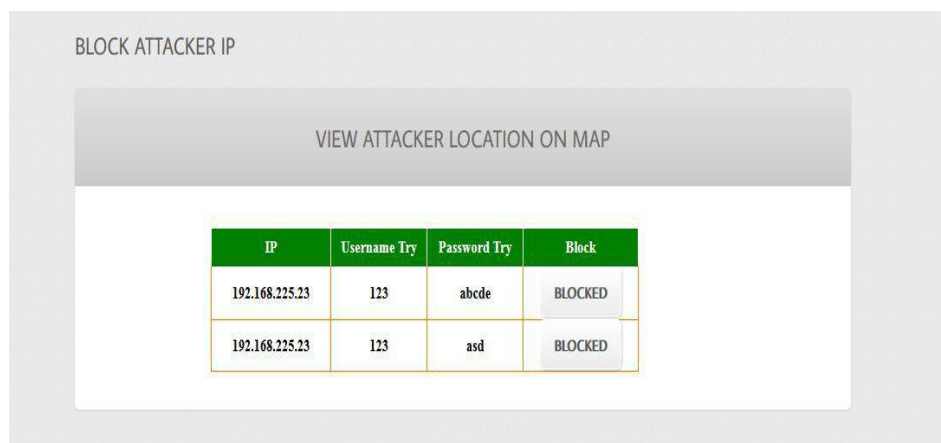 BLOCK ATTACKER IP
VIEW ATTACKER LOCATION ON MAP
IP Username Try Password Try Block
192.168.225.23 123 abcde BLOCKED
192.168.225.23 123 asd BLOCKED